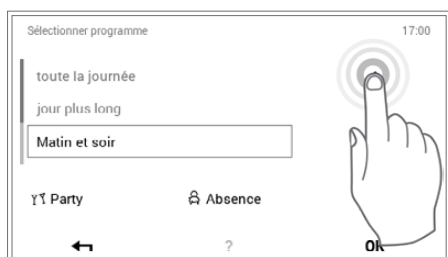 Sélectionner programme 17:00
toute la journée
jour plus long
Matin et soir
Party Absence
? OK